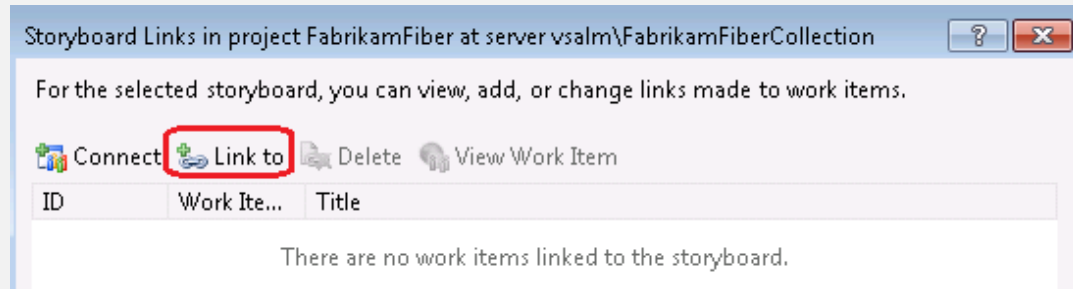 Storyboard Links in project FabrikamFiber at server vsalm\FabrikamFiberCollection ?
For the selected storyboard, you can view, add, or change links made to work items.
Connect Link to Delete View Work Item
ID Work Ite... Title
There are no work items linked to the storyboard.